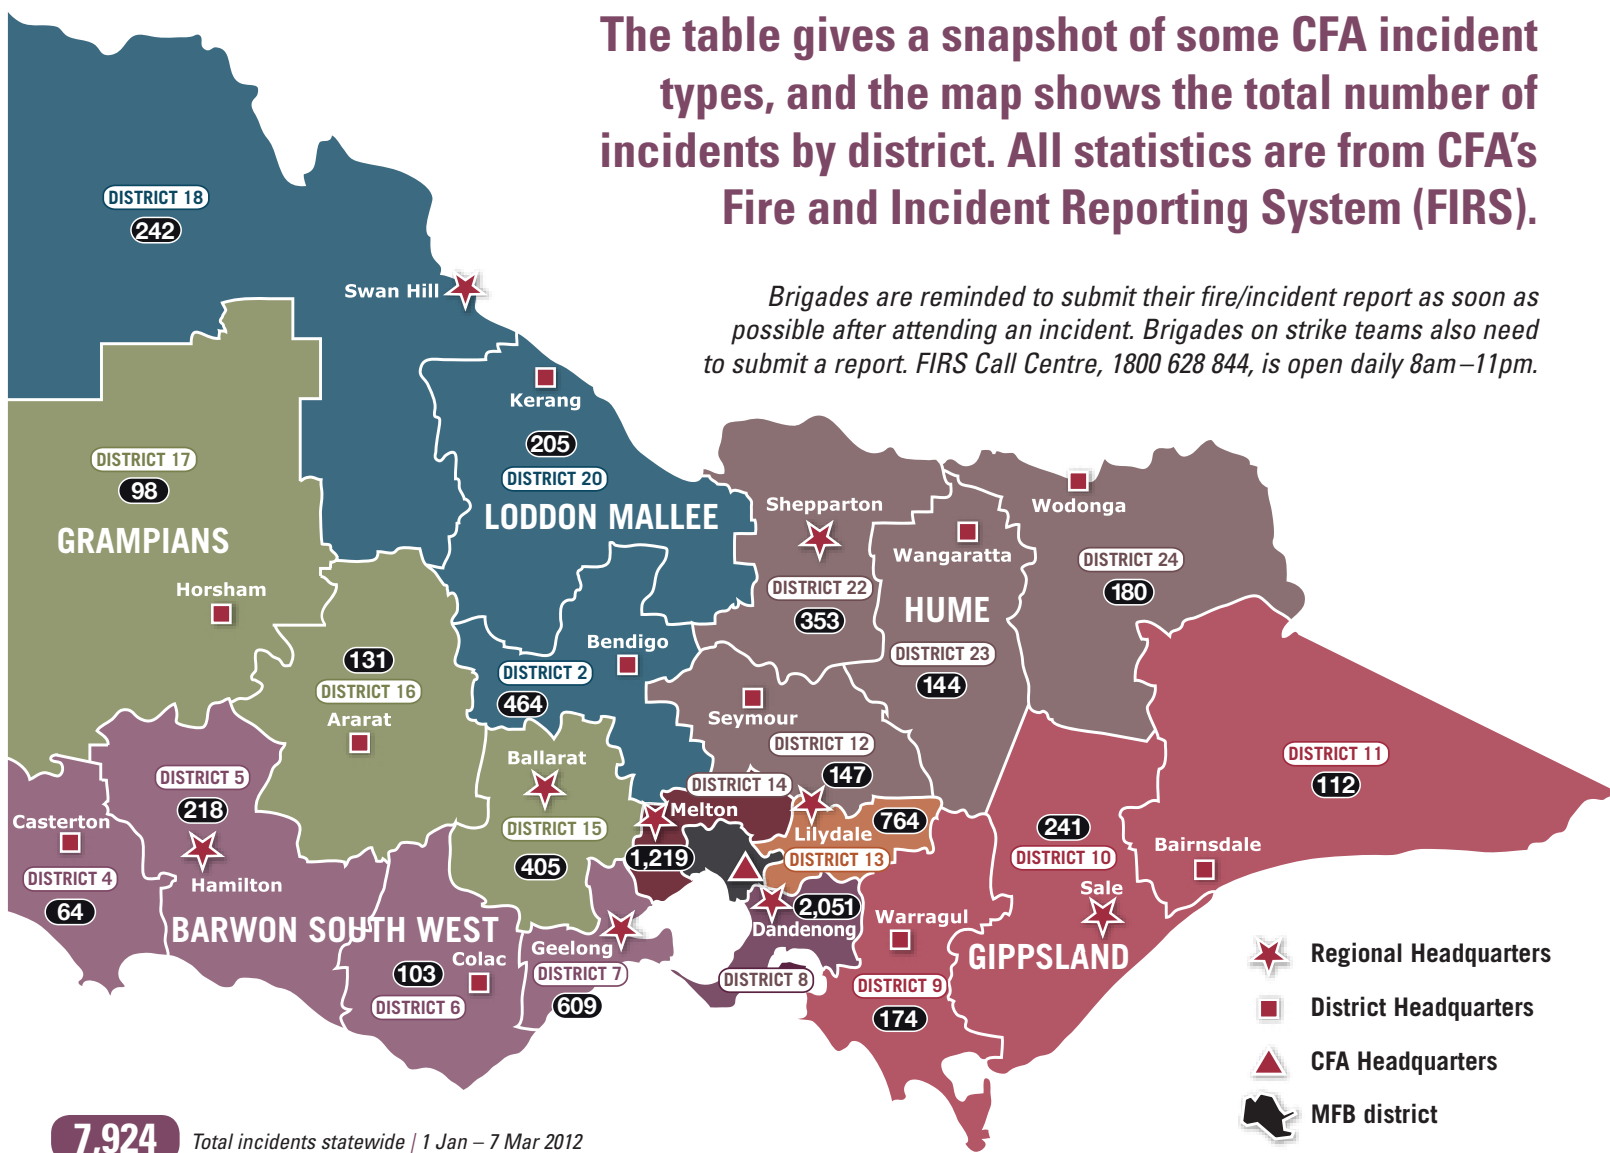 The table gives a snapshot of some CFA incident
types, and the map shows the total number of
incidents by district. All statistics are from CFA’s
Fire and Incident Reporting System (FIRS).
Brigades are reminded to submit their fire/incident report as soon as
possible after attending an incident. Brigades on strike teams also need
to submit a report. FIRS Call Centre, 1800 628 844, is open daily 8am–11pm.
DISTRICT 18
242
Swan Hill
Kerang
205
DISTRICT 20
LODDON MALLEE
DISTRICT 17
98
GRAMPIANS
Horsham
131
DISTRICT 16
Ararat
Bendigo
DISTRICT 2
464
Shepparton
DISTRICT 22
353
Wangaratta
HUME
DISTRICT 23
144
Wodonga
DISTRICT 24
180
Seymour
DISTRICT 12
147
Ballarat
DISTRICT 15
405
DISTRICT 14
Melton
1,219
Lilydale
764
DISTRICT 13
DISTRICT 5
218
Hamilton
Casterton
DISTRICT 4
64
BARWON SOUTH WEST
103
Colac
DISTRICT 6
Geelong
DISTRICT 7
609
2,051
Dandenong
DISTRICT 8
Warragul
DISTRICT 9
174
241
DISTRICT 10
Sale
GIPPSLAND
DISTRICT 11
112
Bairnsdale
Regional Headquarters
District Headquarters
CFA Headquarters
MFB district
7,924
Total incidents statewide | 1 Jan – 7 Mar 2012